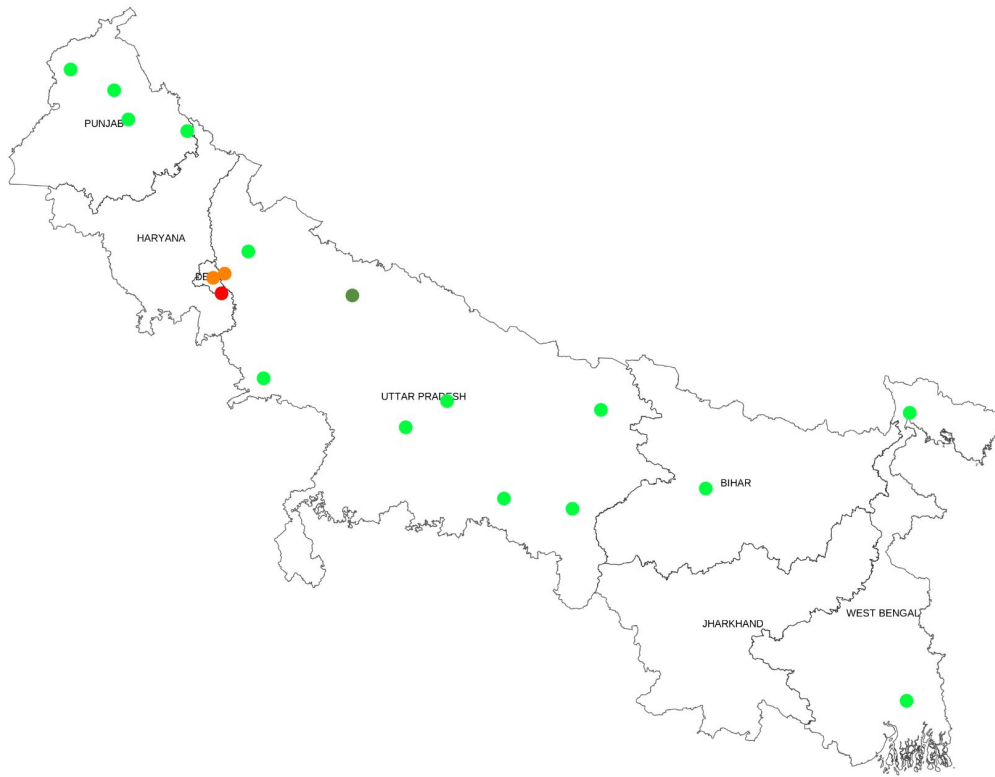 PUNJAB
HARYANA
DE
UTTAR PRADESH
BIHAR
JHARKHAND
WEST BENGAL